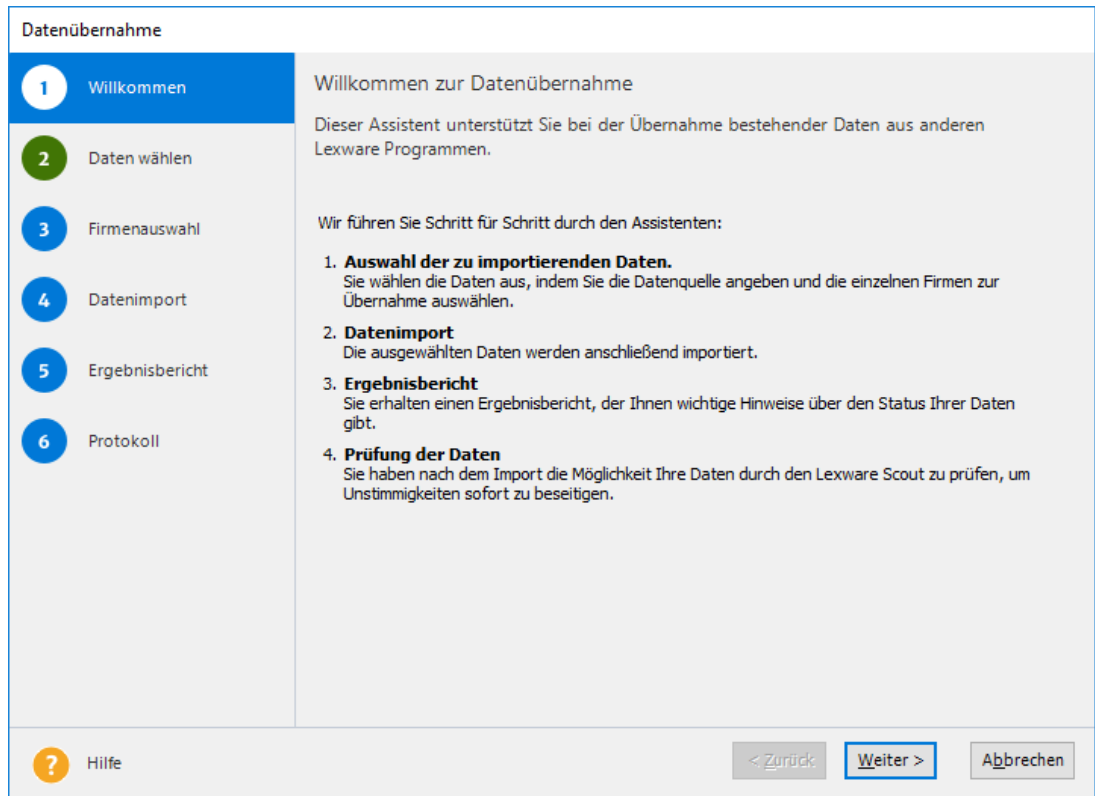 Datenübernahme
1 Willkommen
2 Daten wählen
3 Firmenauswahl
4 Datenimport
5 Ergebnisbericht
6 Protokoll
Willkommen zur Datenübernahme
Dieser Assistent unterstützt Sie bei der Übernahme bestehender Daten aus anderen
Lexware Programmen.
Wir führen Sie Schritt für Schritt durch den Assistenten:
1. Auswahl der zu importierenden Daten.
Sie wählen die Daten aus, indem Sie die Datenquelle angeben und die einzelnen Firmen zur
Übernahme auswählen.
2. Datenimport
Die ausgewählten Daten werden anschließend importiert.
3. Ergebnisbericht
Sie erhalten einen Ergebnisbericht, der Ihnen wichtige Hinweise über den Status Ihrer Daten
gibt.
4. Prüfung der Daten
Sie haben nach dem Import die Möglichkeit Ihre Daten durch den Lexware Scout zu prüfen, um
Unstimmigkeiten sofort zu beseitigen.
? Hilfe
< Zurück
Weiter >
Abbrechen